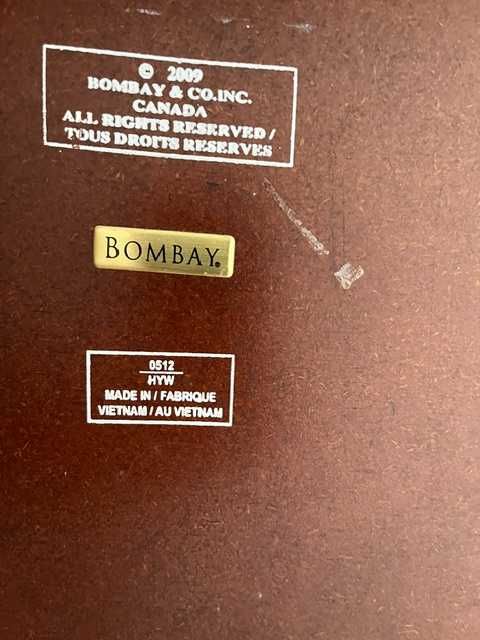 © 2009
BOMBAY & CO.INC.
CANADA
ALL RIGHTS RESERVED /
TOUS DROITS RESERVES
BOMBAY®
0512
HYW
MADE IN / FABRIQUE
VIETNAM / AU VIETNAM